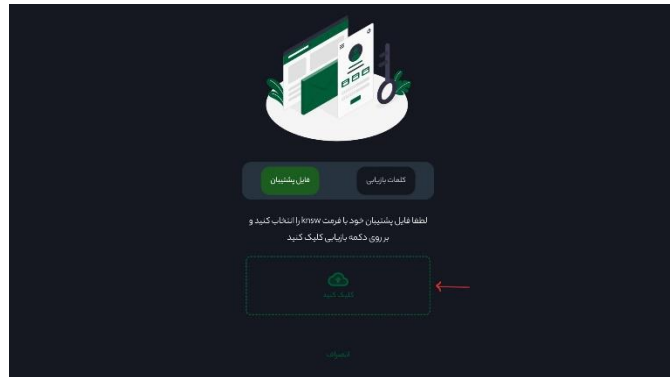 کلمات بازیابی
فایل پشتیبان
لطفا فایل پشتیبان خود با فرمت knsw را انتخاب کنید و
بر روی دکمه بازیابی کلیک کنید
کلیک کنید
انصراف